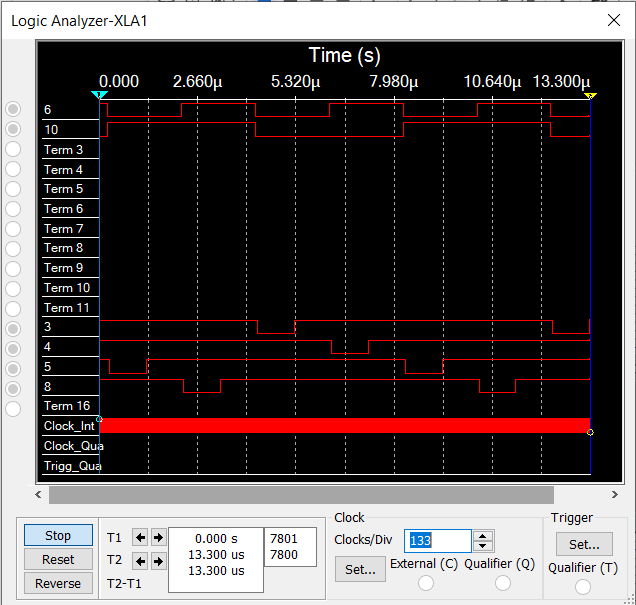 Logic Analyzer-XLA1
Time (s)
0.000 2.660μ 5.320μ 7.980μ 10.640μ 13.300μ
6
10
Term 3
Term 4
Term 5
Term 6
Term 7
Term 8
Term 9
Term 10
Term 11
3
4
5
8
Term 16
Clock_Int
Clock_Qua
Trigg_Qua
Stop
Reset
Reverse
T1 0.000 s 7801
T2 13.300 us 7800
T2-T1 13.300 us
Clock
Clocks/Div 133
Set...
External (C) Qualifier (Q)
Trigger
Set...
Qualifier (T)